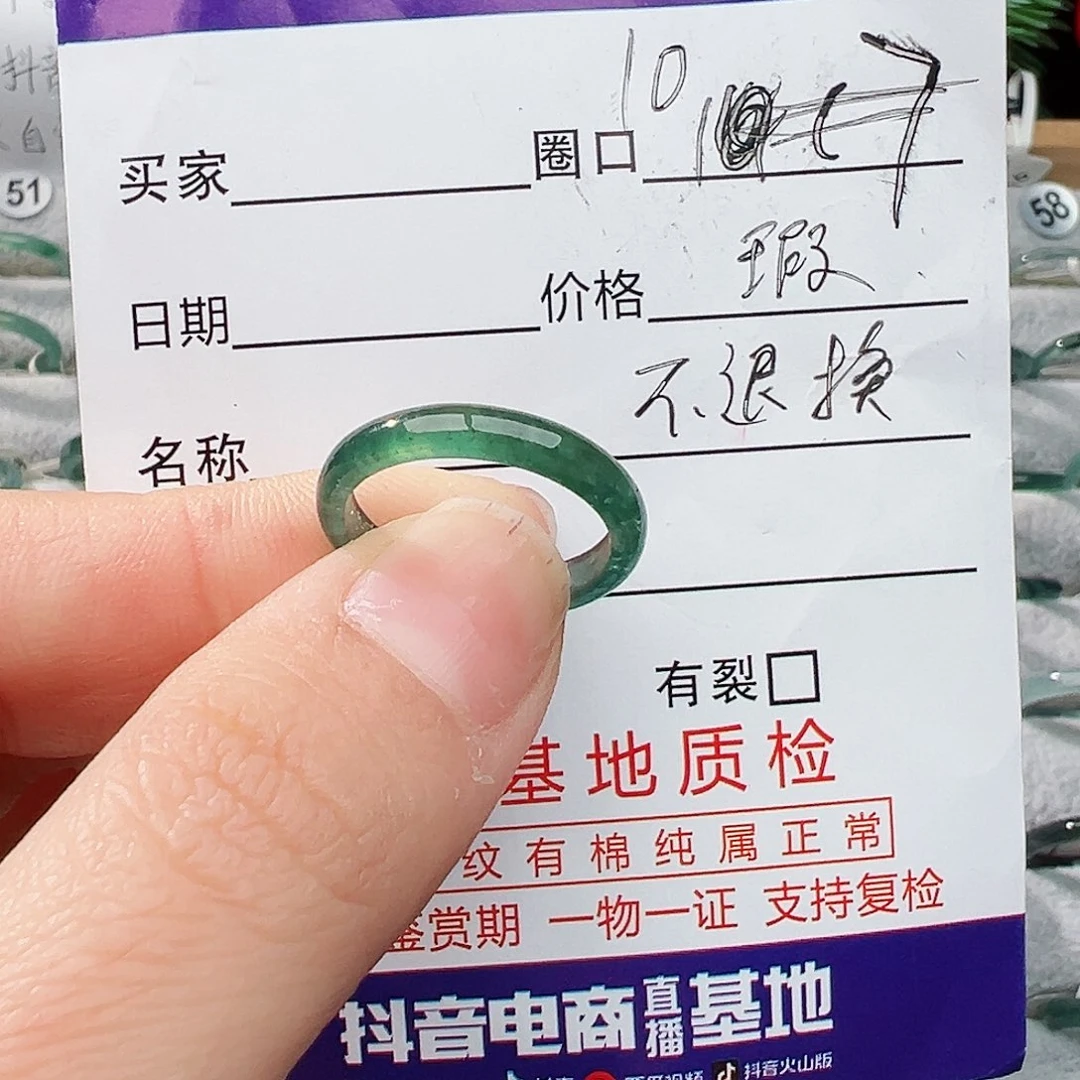 抖音
51
58
买家 圈口 10
日期 价格 瑕
名称 不退换
有裂□
基地质检
纹有棉纯属正常
鉴赏期 一物一证 支持复检
抖音电商直播基地
抖音火山版